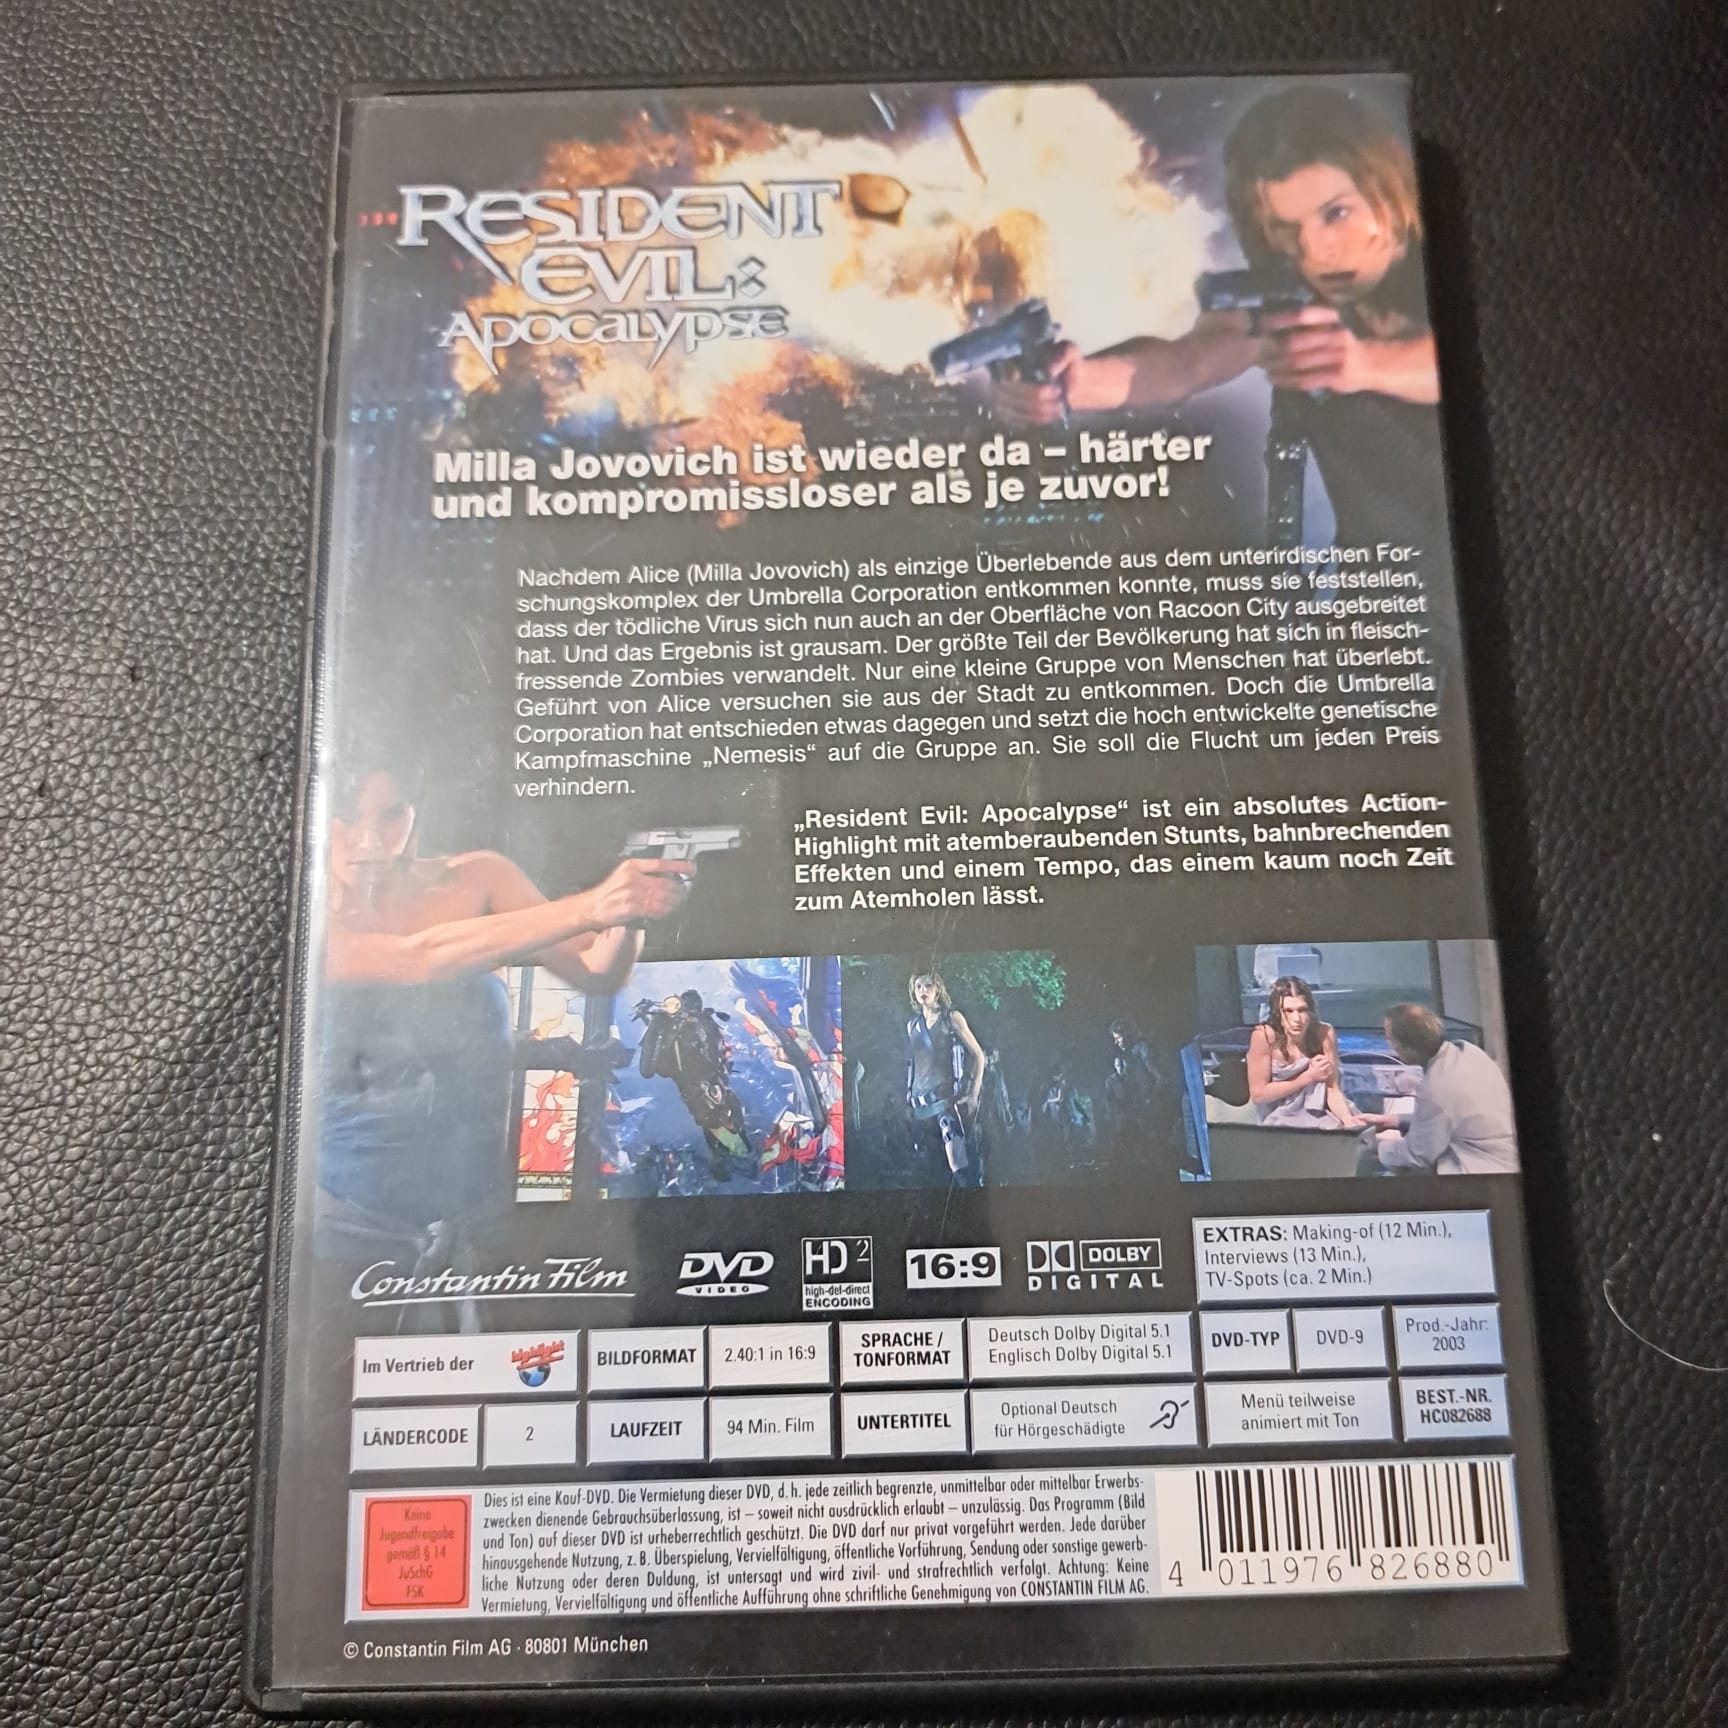 RESIDENT
EVIL:
APOCALYPSE
Milla Jovovich ist wieder da – härter
und kompromissloser als je zuvor!
Nachdem Alice (Milla Jovovich) als einzige Überlebende aus dem unterirdischen For-
schungskomplex der Umbrella Corporation entkommen konnte, muss sie feststellen,
dass der tödliche Virus sich nun auch an der Oberfläche von Racoon City ausgebreitet
hat. Und das Ergebnis ist grausam. Der größte Teil der Bevölkerung hat sich in fleisch-
fressende Zombies verwandelt. Nur eine kleine Gruppe von Menschen hat überlebt.
Geführt von Alice versuchen sie aus der Stadt zu entkommen. Doch die Umbrella
Corporation hat entschieden etwas dagegen und setzt die hoch entwickelte genetische
Kampfmaschine „Nemesis“ auf die Gruppe an. Sie soll die Flucht um jeden Preis
verhindern.
„Resident Evil: Apocalypse“ ist ein absolutes Action-
Highlight mit atemberaubenden Stunts, bahnbrechenden
Effekten und einem Tempo, das einem kaum noch Zeit
zum Atemholen lässt.
Constantin Film
DVD
VIDEO
HD2
high-def-direct
ENCODING
16:9
DOLBY
DIGITAL
EXTRAS: Making-of (12 Min.),
Interviews (13 Min.),
TV-Spots (ca. 2 Min.)
Im Vertrieb der
highlight
BILDFORMAT
2.40:1 in 16:9
SPRACHE /
TONFORMAT
Deutsch Dolby Digital 5.1
Englisch Dolby Digital 5.1
DVD-TYP
DVD-9
Prod.-Jahr:
2003
LÄNDERCODE
2
LAUFZEIT
94 Min. Film
UNTERTITEL
Optional Deutsch
für Hörgeschädigte
Menü teilweise
animiert mit Ton
BEST.-NR.
HC082688
Keine
Jugendfreigabe
gemäß § 14
JuSchG
FSK
Dies ist eine Kauf-DVD. Die Vermietung dieser DVD, d. h. jede zeitlich begrenzte, unmittelbar oder mittelbar Erwerbs-
zwecken dienende Gebrauchsüberlassung, ist – soweit nicht ausdrücklich erlaubt – unzulässig. Das Programm (Bild
und Ton) auf dieser DVD ist urheberrechtlich geschützt. Die DVD darf nur privat vorgeführt werden. Jede darüber
hinausgehende Nutzung, z. B. Überspielung, Vervielfältigung, öffentliche Vorführung, Sendung oder sonstige gewerb-
liche Nutzung oder deren Duldung, ist untersagt und wird zivil- und strafrechtlich verfolgt. Achtung: Keine
Vermietung, Vervielfältigung und öffentliche Aufführung ohne schriftliche Genehmigung von CONSTANTIN FILM AG.
4 011976 826880
© Constantin Film AG · 80801 München